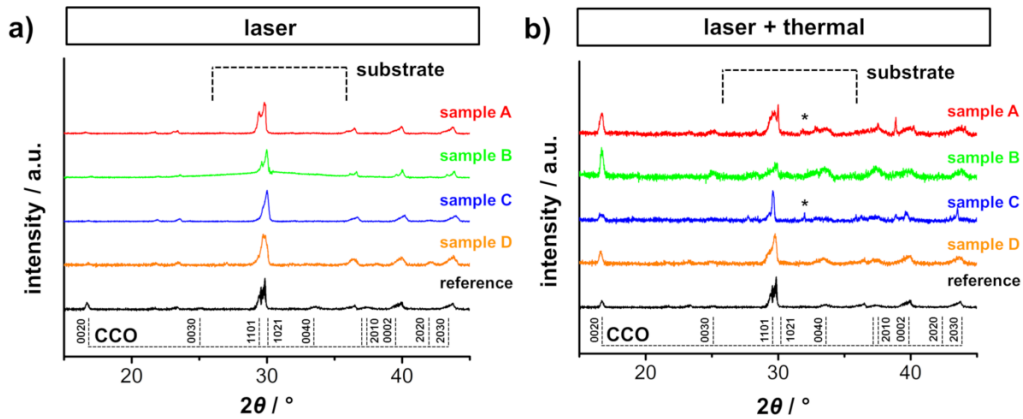 a)
laser
substrate
sample A
sample B
sample C
sample D
reference
intensity / a.u.
CCO
0020
0030
1101
1021
0040
2010
0002
2020
2030
20
30
40
2θ / °
b)
laser + thermal
substrate
sample A
*
sample B
sample C
*
sample D
reference
intensity / a.u.
CCO
0020
0030
1101
1021
0040
2010
0002
2020
2030
20
30
40
2θ / °